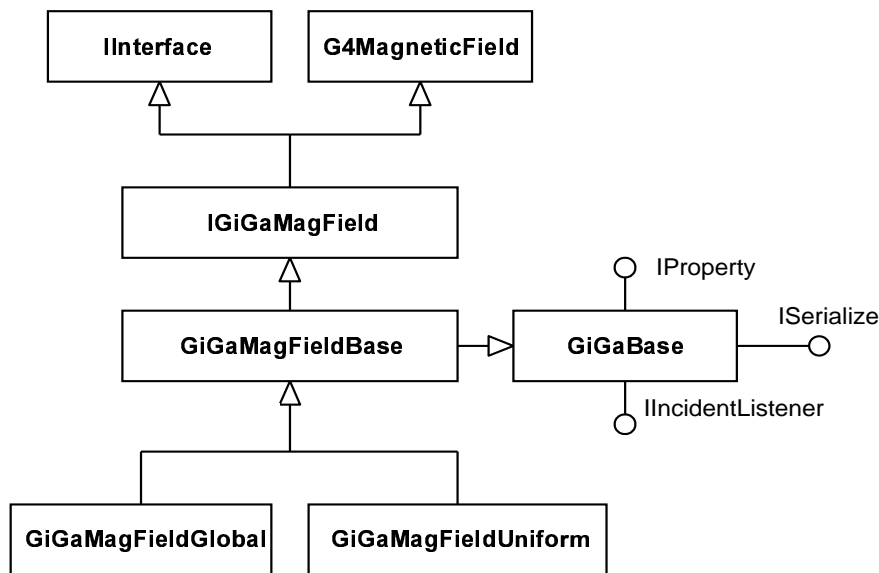 IInterface
G4MagneticField
IGiGaMagField
IProperty
ISerialize
GiGaMagFieldBase
GiGaBase
IIncidentListener
GiGaMagFieldGlobal
GiGaMagFieldUniform